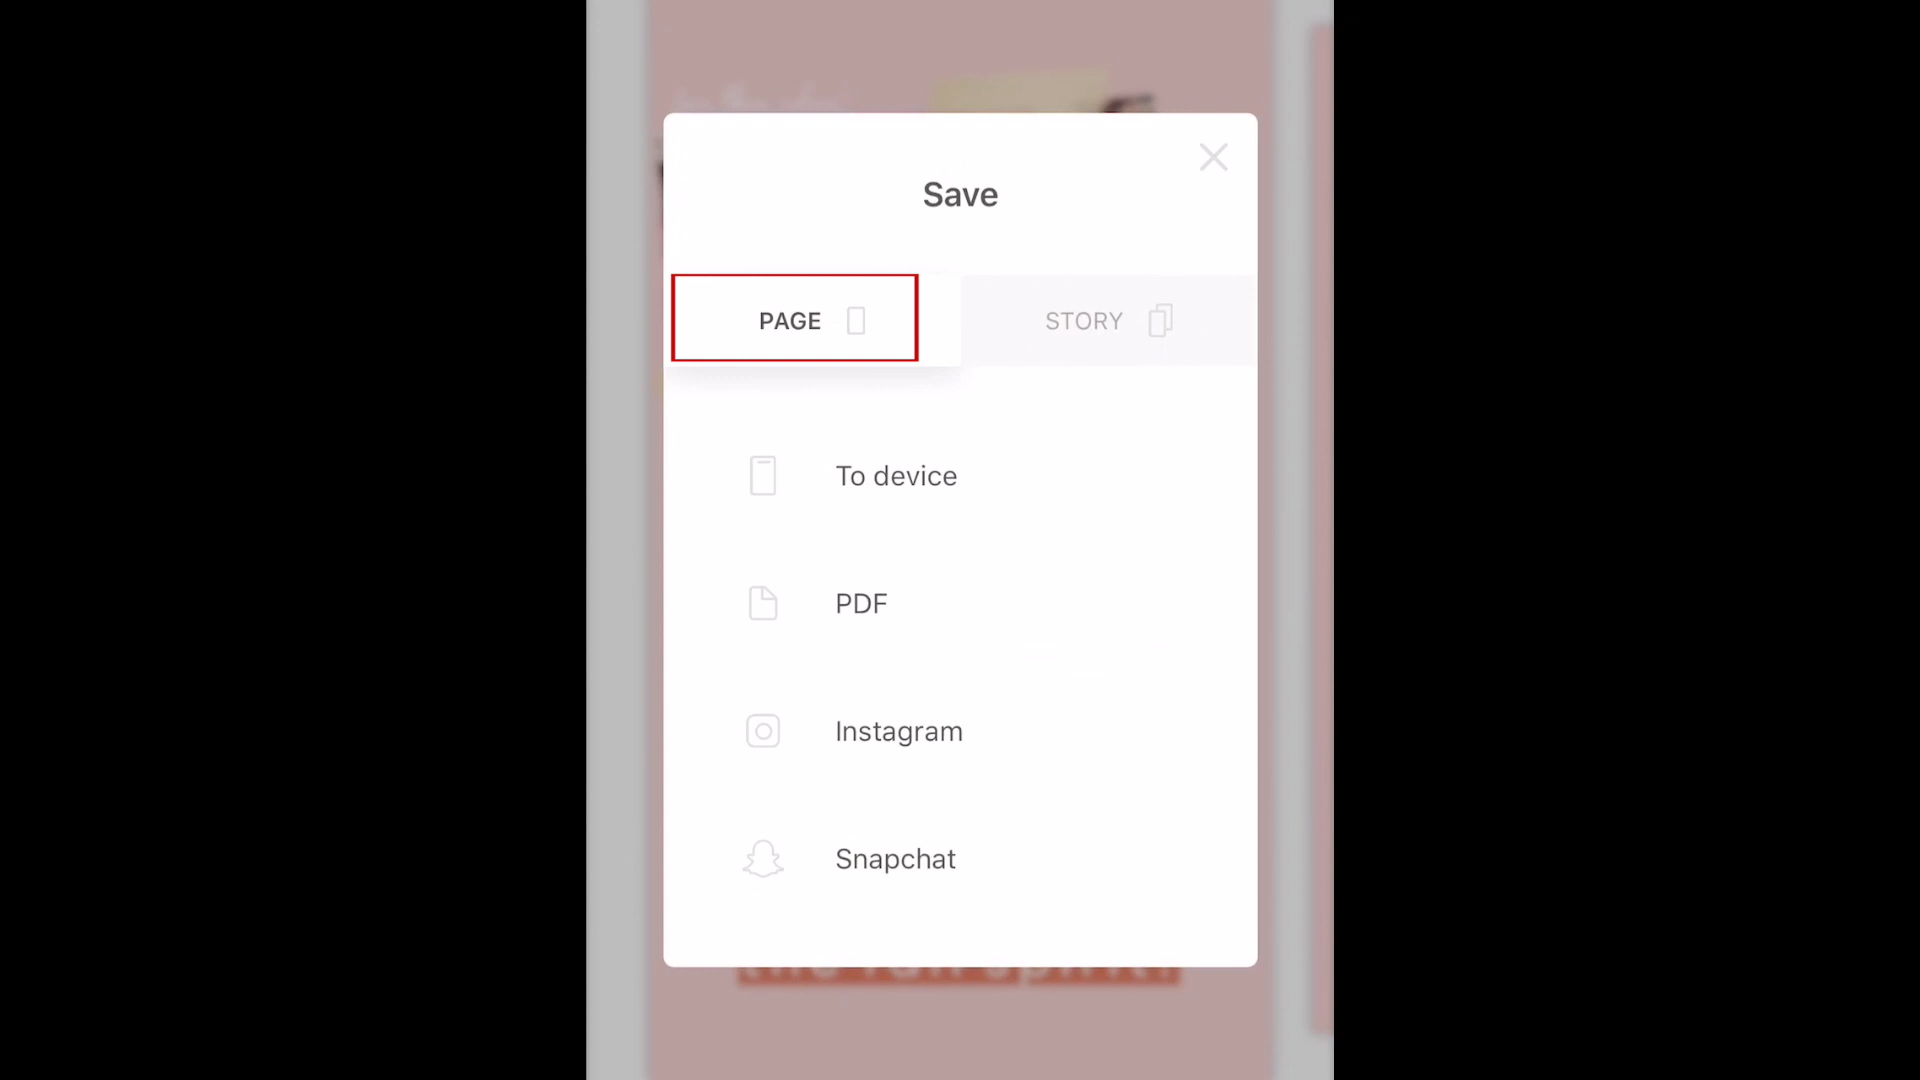 Save
PAGE
STORY
To device
PDF
Instagram
Snapchat